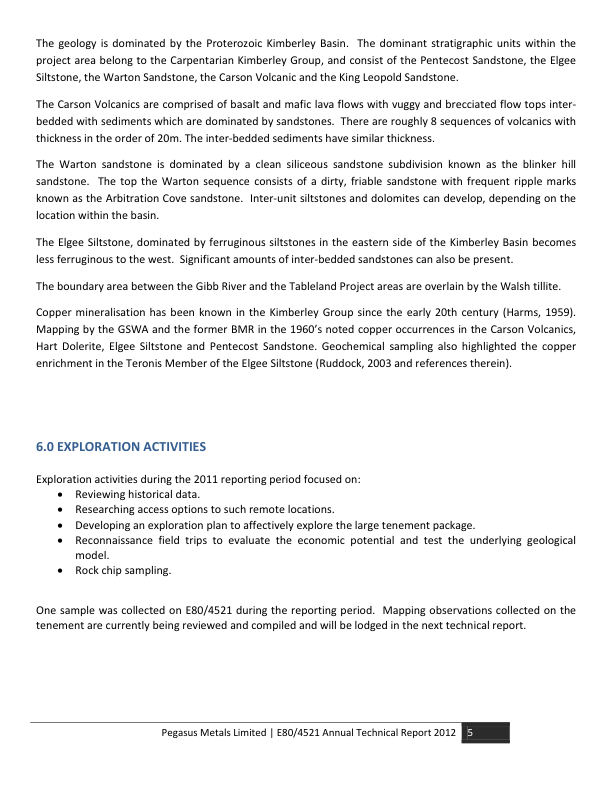 The geology is dominated by the Proterozoic Kimberley Basin.  The dominant stratigraphic units within the
project area belong to the Carpentarian Kimberley Group, and consist of the Pentecost Sandstone, the Elgee
Siltstone, the Warton Sandstone, the Carson Volcanic and the King Leopold Sandstone.
The Carson Volcanics are comprised of basalt and mafic lava flows with vuggy and brecciated flow tops inter-
bedded with sediments which are dominated by sandstones.  There are roughly 8 sequences of volcanics with
thickness in the order of 20m. The inter-bedded sediments have similar thickness.
The Warton sandstone is dominated by a clean siliceous sandstone subdivision known as the blinker hill
sandstone.  The top the Warton sequence consists of a dirty, friable sandstone with frequent ripple marks
known as the Arbitration Cove sandstone.  Inter-unit siltstones and dolomites can develop, depending on the
location within the basin.
The Elgee Siltstone, dominated by ferruginous siltstones in the eastern side of the Kimberley Basin becomes
less ferruginous to the west.  Significant amounts of inter-bedded sandstones can also be present.
The boundary area between the Gibb River and the Tableland Project areas are overlain by the Walsh tillite.
Copper mineralisation has been known in the Kimberley Group since the early 20th century (Harms, 1959).
Mapping by the GSWA and the former BMR in the 1960's noted copper occurrences in the Carson Volcanics,
Hart Dolerite, Elgee Siltstone and Pentecost Sandstone. Geochemical sampling also highlighted the copper
enrichment in the Teronis Member of the Elgee Siltstone (Ruddock, 2003 and references therein).
6.0 EXPLORATION ACTIVITIES
Exploration activities during the 2011 reporting period focused on:
• Reviewing historical data.
• Researching access options to such remote locations.
• Developing an exploration plan to affectively explore the large tenement package.
• Reconnaissance field trips to evaluate the economic potential and test the underlying geological
model.
• Rock chip sampling.
One sample was collected on E80/4521 during the reporting period.  Mapping observations collected on the
tenement are currently being reviewed and compiled and will be lodged in the next technical report.
Pegasus Metals Limited | E80/4521 Annual Technical Report 2012 5